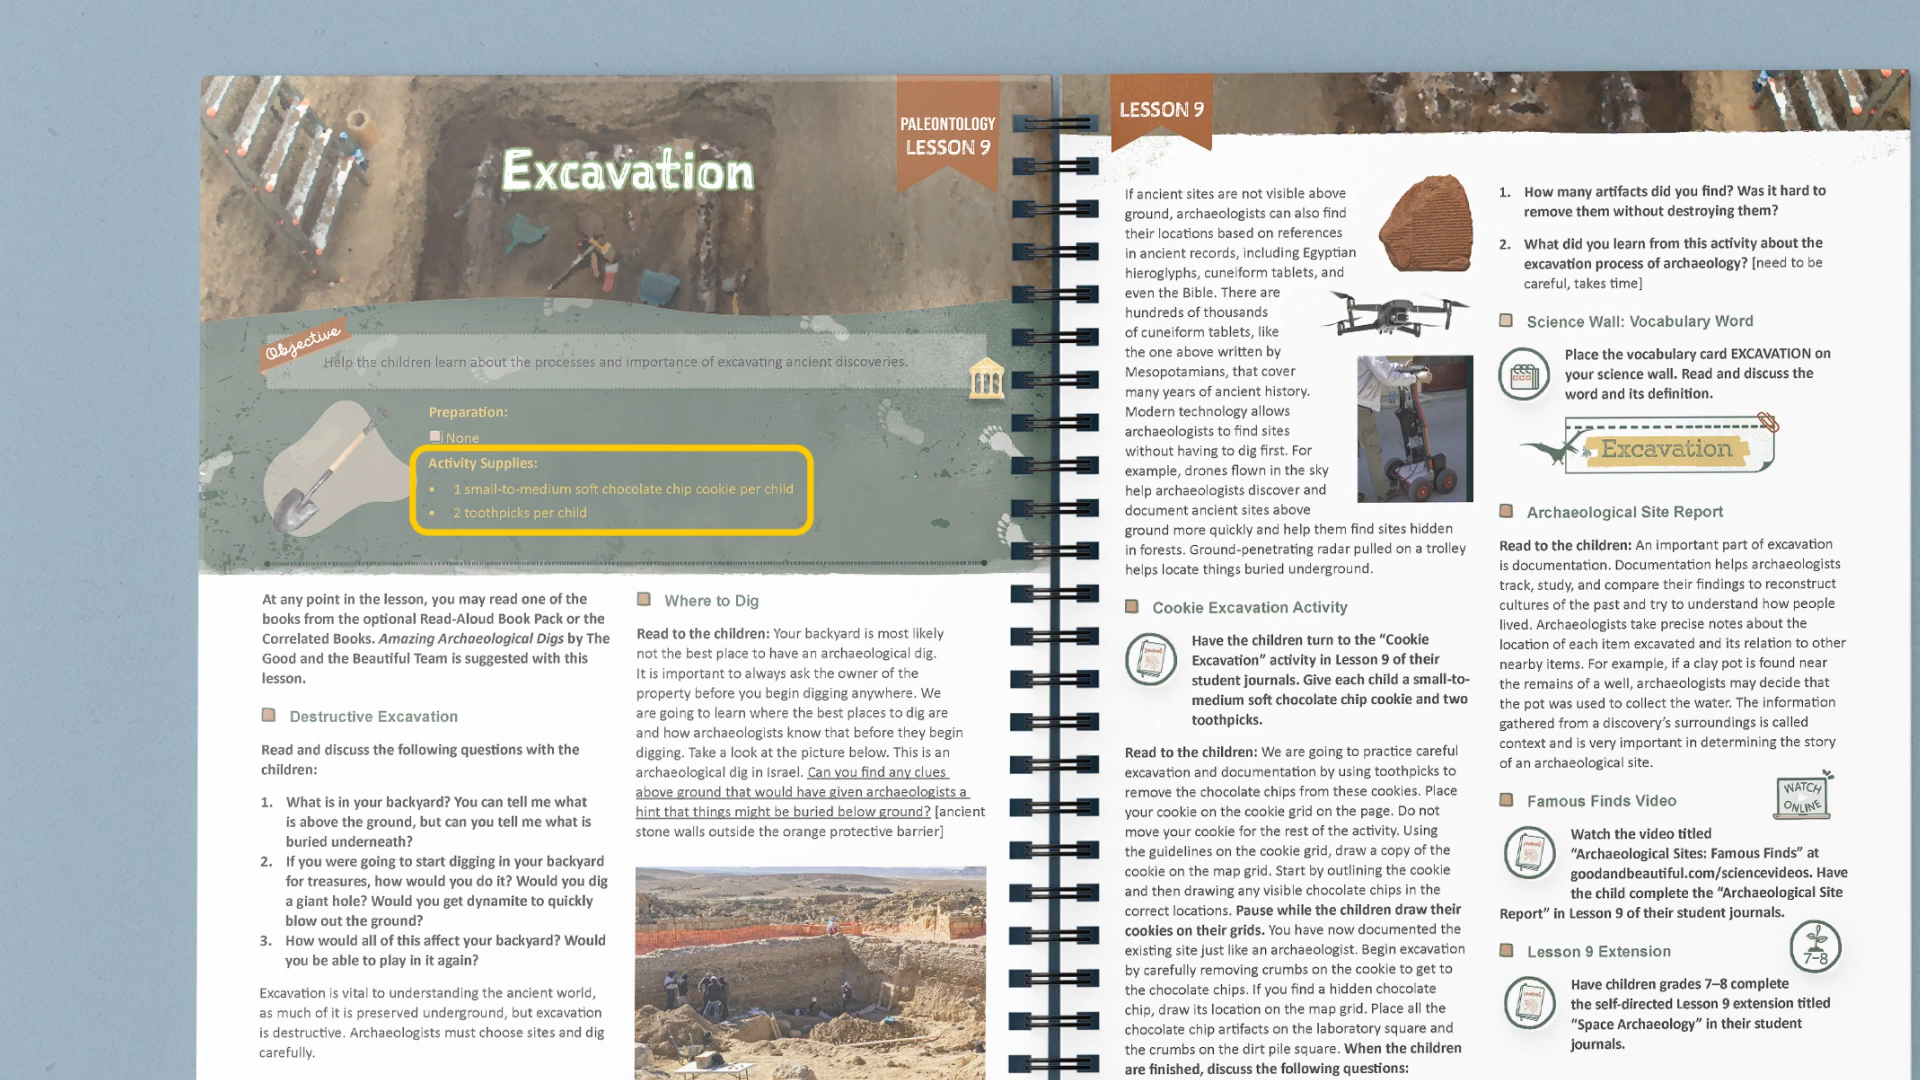 PALEONTOLOGY
LESSON 9
Excavation
Objective
Help the children learn about the processes and importance of excavating ancient discoveries.
Preparation:
None
Activity Supplies:
• 1 small-to-medium soft chocolate chip cookie per child
• 2 toothpicks per child
At any point in the lesson, you may read one of the
books from the optional Read-Aloud Book Pack or the
Correlated Books. Amazing Archaeological Digs by The
Good and the Beautiful Team is suggested with this
lesson.
Destructive Excavation
Read and discuss the following questions with the
children:
1. What is in your backyard? You can tell me what
is above the ground, but can you tell me what is
buried underneath?
2. If you were going to start digging in your backyard
for treasures, how would you do it? Would you dig
a giant hole? Would you get dynamite to quickly
blow out the ground?
3. How would all of this affect your backyard? Would
you be able to play in it again?
Excavation is vital to understanding the ancient world,
as much of it is preserved underground, but excavation
is destructive. Archaeologists must choose sites and dig
carefully.
Where to Dig
Read to the children: Your backyard is most likely
not the best place to have an archaeological dig.
It is important to always ask the owner of the
property before you begin digging anywhere. We
are going to learn where the best places to dig are
and how archaeologists know that before they begin
digging. Take a look at the picture below. This is an
archaeological dig in Israel. Can you find any clues
above ground that would have given archaeologists a
hint that things might be buried below ground? [ancient
stone walls outside the orange protective barrier]
LESSON 9
If ancient sites are not visible above
ground, archaeologists can also find
their locations based on references
in ancient records, including Egyptian
hieroglyphs, cuneiform tablets, and
even the Bible. There are
hundreds of thousands
of cuneiform tablets, like
the one above written by
Mesopotamians, that cover
many years of ancient history.
Modern technology allows
archaeologists to find sites
without having to dig first. For
example, drones flown in the sky
help archaeologists discover and
document ancient sites above
ground more quickly and help them find sites hidden
in forests. Ground-penetrating radar pulled on a trolley
helps locate things buried underground.
Cookie Excavation Activity
Have the children turn to the “Cookie
Excavation” activity in Lesson 9 of their
student journals. Give each child a small-to-
medium soft chocolate chip cookie and two
toothpicks.
Read to the children: We are going to practice careful
excavation and documentation by using toothpicks to
remove the chocolate chips from these cookies. Place
your cookie on the cookie grid on the page. Do not
move your cookie for the rest of the activity. Using
the guidelines on the cookie grid, draw a copy of the
cookie on the map grid. Start by outlining the cookie
and then drawing any visible chocolate chips in the
correct locations. Pause while the children draw their
cookies on their grids. You have now documented the
existing site just like an archaeologist. Begin excavation
by carefully removing crumbs on the cookie to get to
the chocolate chips. If you find a hidden chocolate
chip, draw its location on the map grid. Place all the
chocolate chip artifacts on the laboratory square and
the crumbs on the dirt pile square. When the children
are finished, discuss the following questions:
1. How many artifacts did you find? Was it hard to
remove them without destroying them?
2. What did you learn from this activity about the
excavation process of archaeology? [need to be
careful, takes time]
Science Wall: Vocabulary Word
Place the vocabulary card EXCAVATION on
your science wall. Read and discuss the
word and its definition.
Excavation
Archaeological Site Report
Read to the children: An important part of excavation
is documentation. Documentation helps archaeologists
track, study, and compare their findings to reconstruct
cultures of the past and try to understand how people
lived. Archaeologists take precise notes about the
location of each item excavated and its relation to other
nearby items. For example, if a clay pot is found near
the remains of a well, archaeologists may decide that
the pot was used to collect the water. The information
gathered from a discovery’s surroundings is called
context and is very important in determining the story
of an archaeological site.
Famous Finds Video
WATCH
ONLINE
Watch the video titled
“Archaeological Sites: Famous Finds” at
goodandbeautiful.com/sciencevideos. Have
the child complete the “Archaeological Site
Report” in Lesson 9 of their student journals.
Lesson 9 Extension
7–8
Have children grades 7–8 complete
the self-directed Lesson 9 extension titled
“Space Archaeology” in their student
journals.